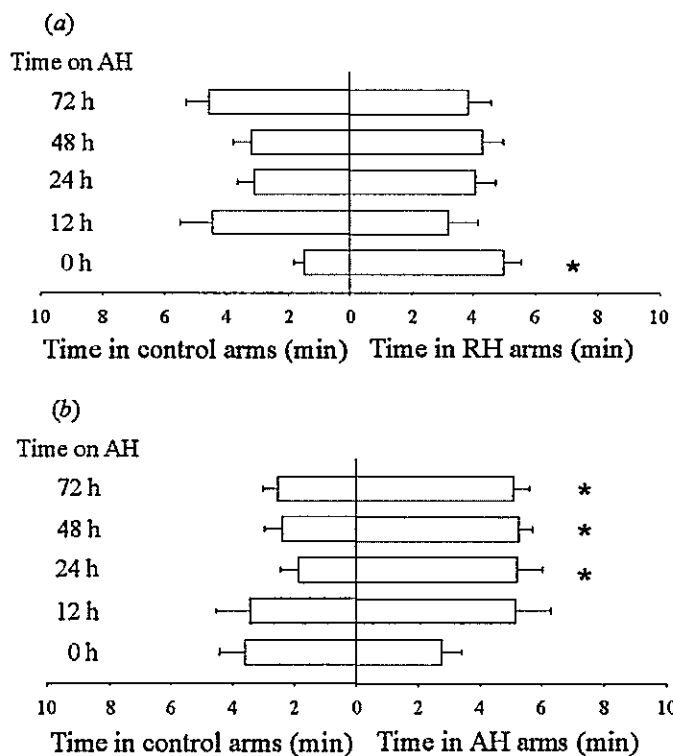 (a)
Time on AH
72 h
48 h
24 h
12 h
0 h *
10 8 6 4 2 0 2 4 6 8 10
Time in control arms (min) Time in RH arms (min)
(b)
Time on AH
72 h *
48 h *
24 h *
12 h
0 h
10 8 6 4 2 0 2 4 6 8 10
Time in control arms (min) Time in AH arms (min)